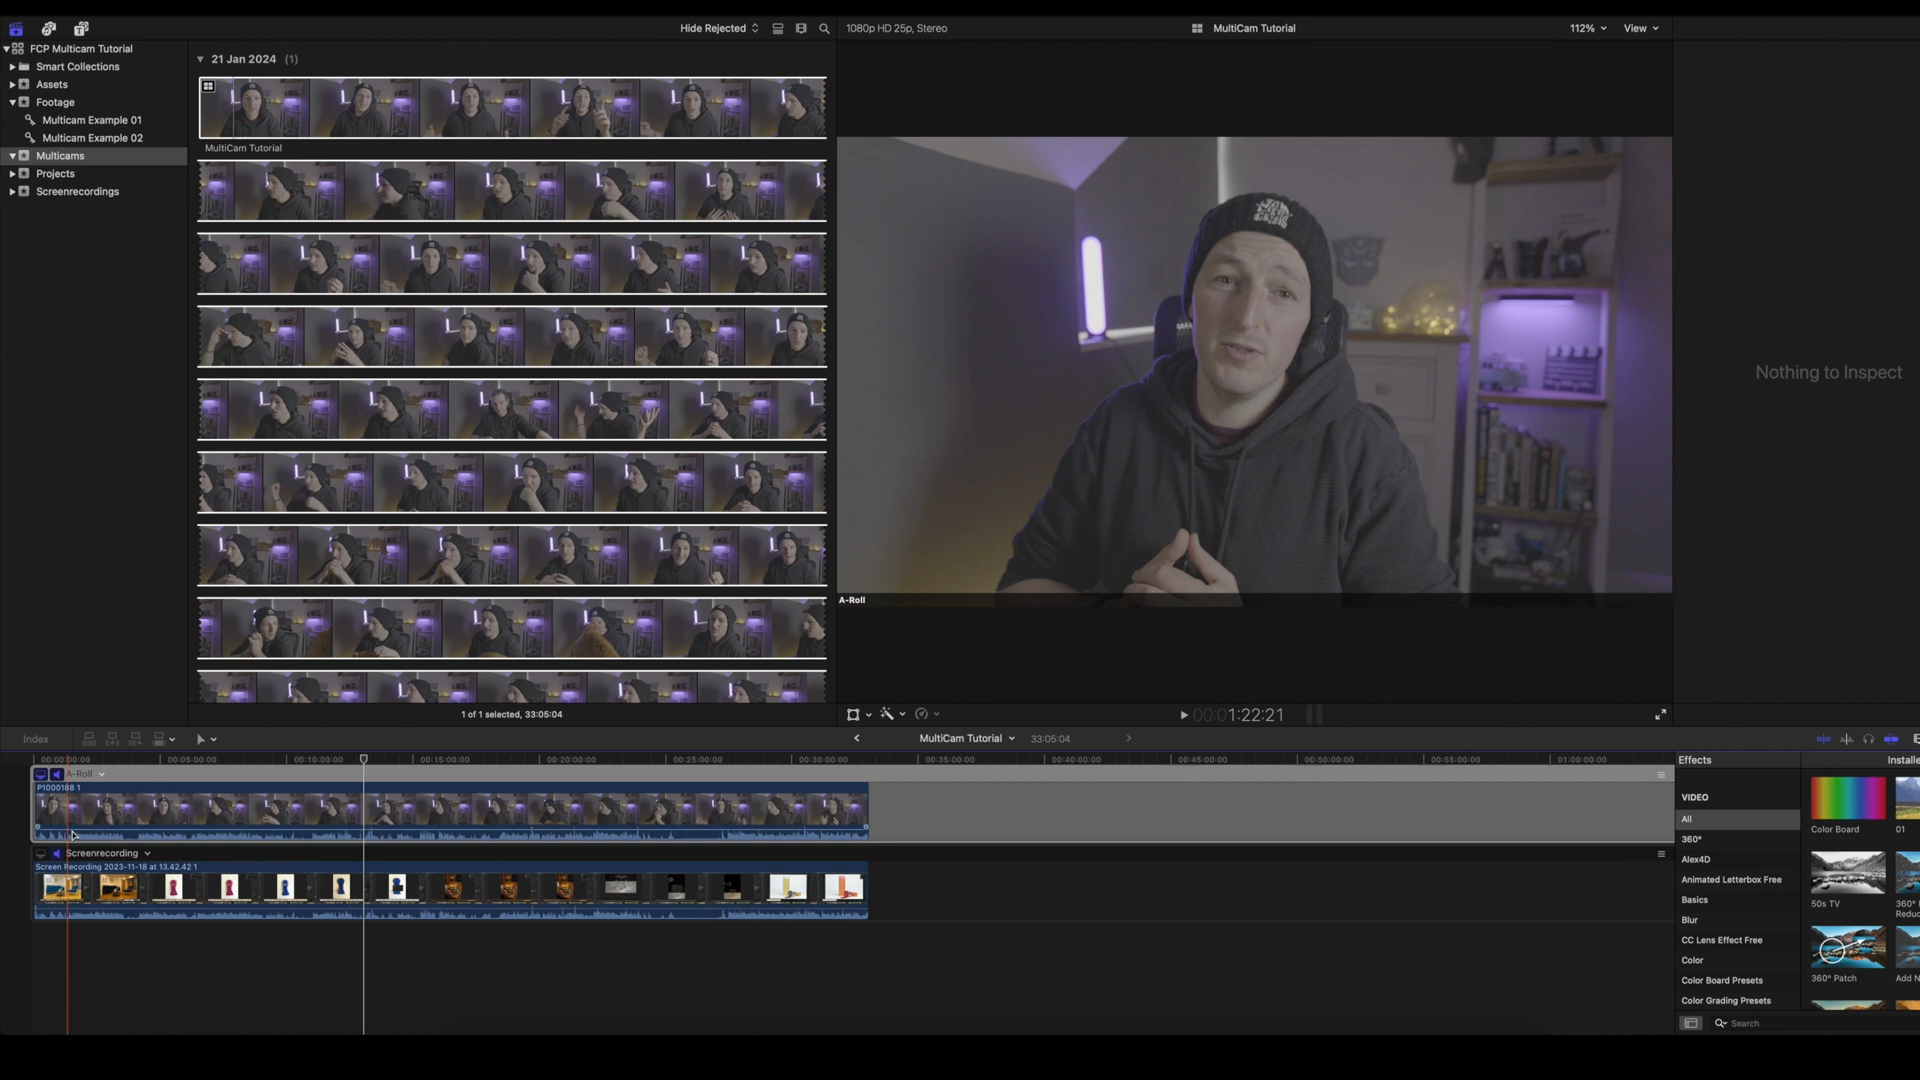 Hide Rejected
1080p HD 25p, Stereo
MultiCam Tutorial
112%
View
FCP Multicam Tutorial
Smart Collections
Assets
Footage
Multicam Example 01
Multicam Example 02
Multicams
Projects
Screenrecordings
21 Jan 2024 (1)
MultiCam Tutorial
A-Roll
Nothing to Inspect
1 of 1 selected, 33:05:04
00:00:01:22:21
Index
MultiCam Tutorial
33:05:04
00:00:00:00
00:05:00:00
00:10:00:00
00:15:00:00
00:20:00:00
00:25:00:00
00:30:00:00
00:35:00:00
00:40:00:00
00:45:00:00
00:50:00:00
00:55:00:00
01:00:00:00
A-Roll
P1000188 1
Screenrecording
Screen Recording 2023-11-18 at 13.42.42 1
Effects
Installe
VIDEO
All
360°
Alex4D
Animated Letterbox Free
Basics
Blur
CC Lens Effect Free
Color
Color Board Presets
Color Grading Presets
Color Board
01
50s TV
360°
Reduc
360° Patch
Add N
Search